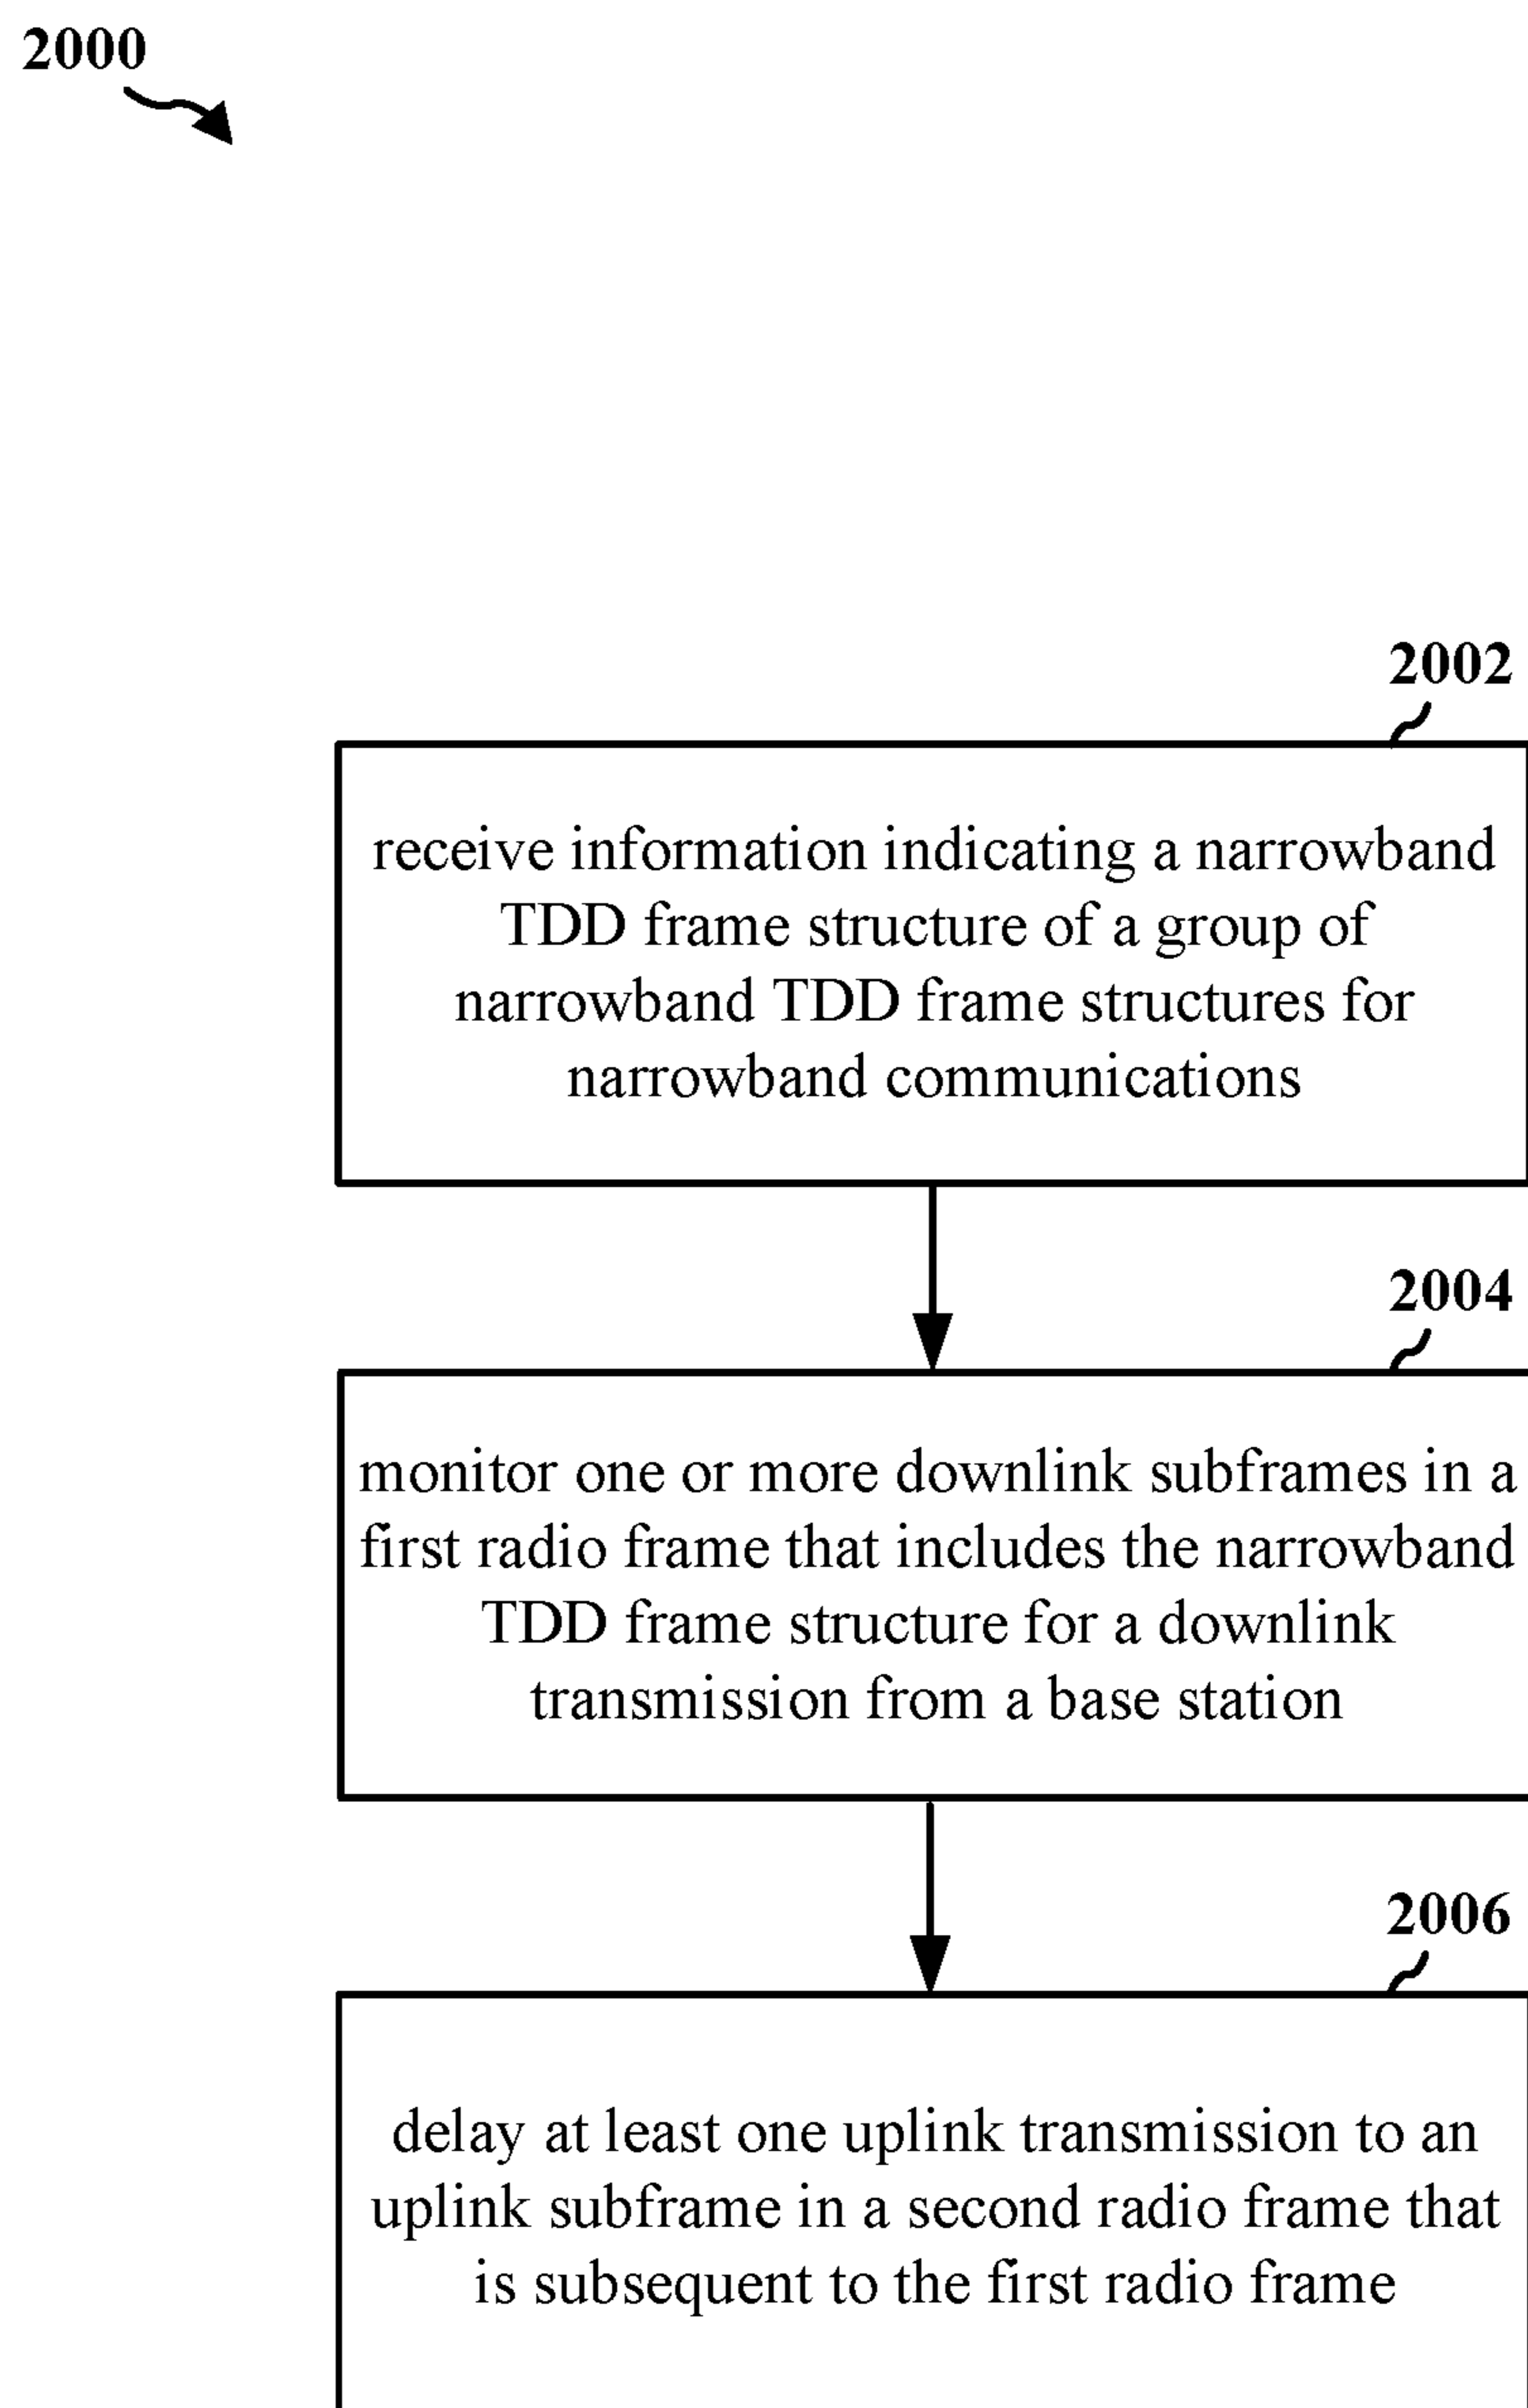 2000
2002
receive information indicating a narrowband
TDD frame structure of a group of
narrowband TDD frame structures for
narrowband communications
2004
monitor one or more downlink subframes in a
first radio frame that includes the narrowband
TDD frame structure for a downlink
transmission from a base station
2006
delay at least one uplink transmission to an
uplink subframe in a second radio frame that
is subsequent to the first radio frame